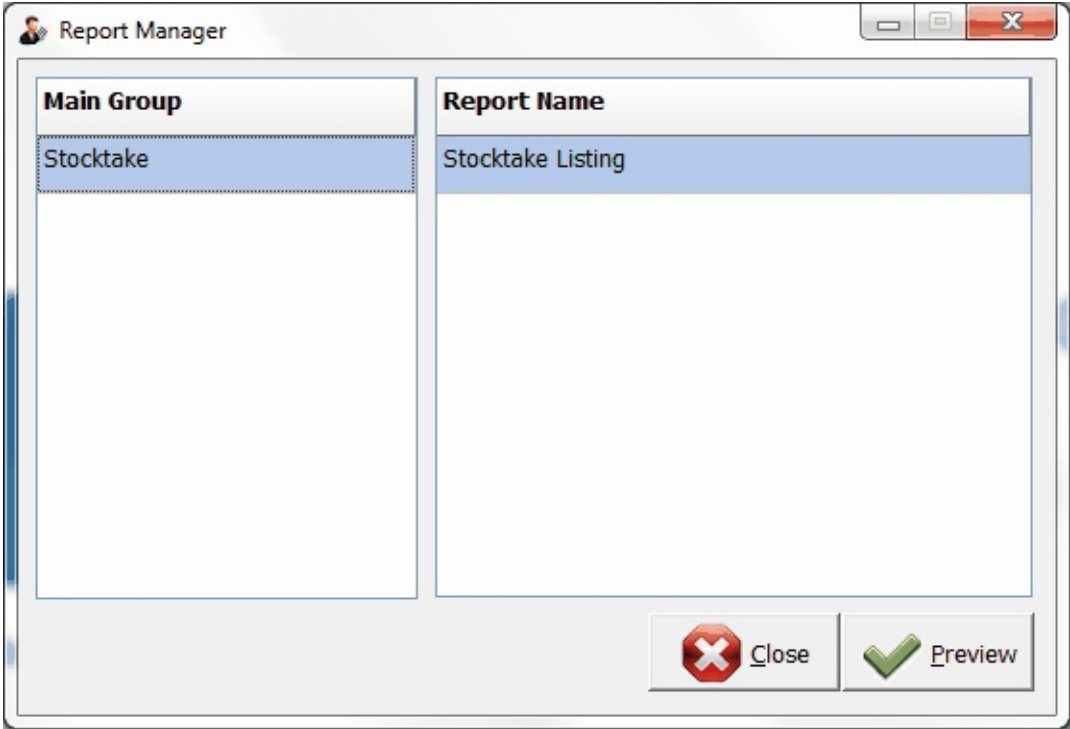 Report Manager
Main Group
Report Name
Stocktake
Stocktake Listing
Close
Preview